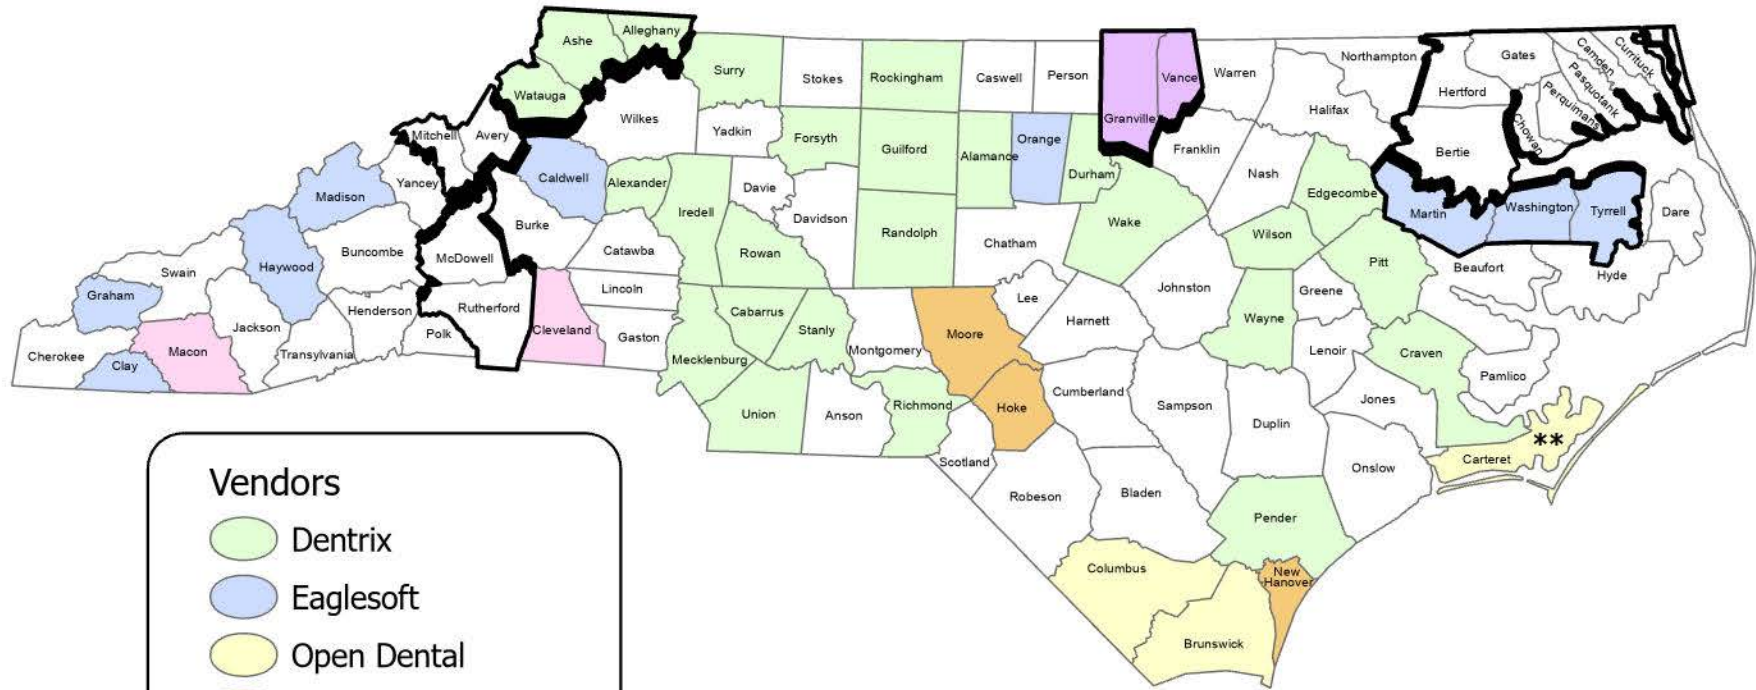 Alleghany
Ashe
Watauga
Surry
Stokes
Rockingham
Caswell
Person
Granville
Vance
Warren
Northampton
Gates
Camden
Currituck
Pasquotank
Perquimans
Chowan
Hertford
Halifax
Bertie
Mitchell
Avery
Wilkes
Yadkin
Forsyth
Guilford
Alamance
Orange
Durham
Franklin
Nash
Edgecombe
Martin
Washington
Tyrrell
Dare
Madison
Yancey
Caldwell
Alexander
Iredell
Davie
Davidson
Randolph
Chatham
Wake
Wilson
Pitt
Beaufort
Hyde
Swain
Haywood
Buncombe
McDowell
Burke
Catawba
Rowan
Lincoln
Lee
Johnston
Greene
Graham
Jackson
Henderson
Rutherford
Polk
Cleveland
Gaston
Cabarrus
Stanly
Montgomery
Moore
Harnett
Wayne
Lenoir
Craven
Pamlico
Cherokee
Clay
Macon
Transylvania
Mecklenburg
Union
Anson
Richmond
Hoke
Cumberland
Sampson
Duplin
Jones
Onslow
Carteret
**
Scotland
Robeson
Bladen
Pender
Columbus
Brunswick
New
Hanover
Vendors
Dentrix
Eaglesoft
Open Dental